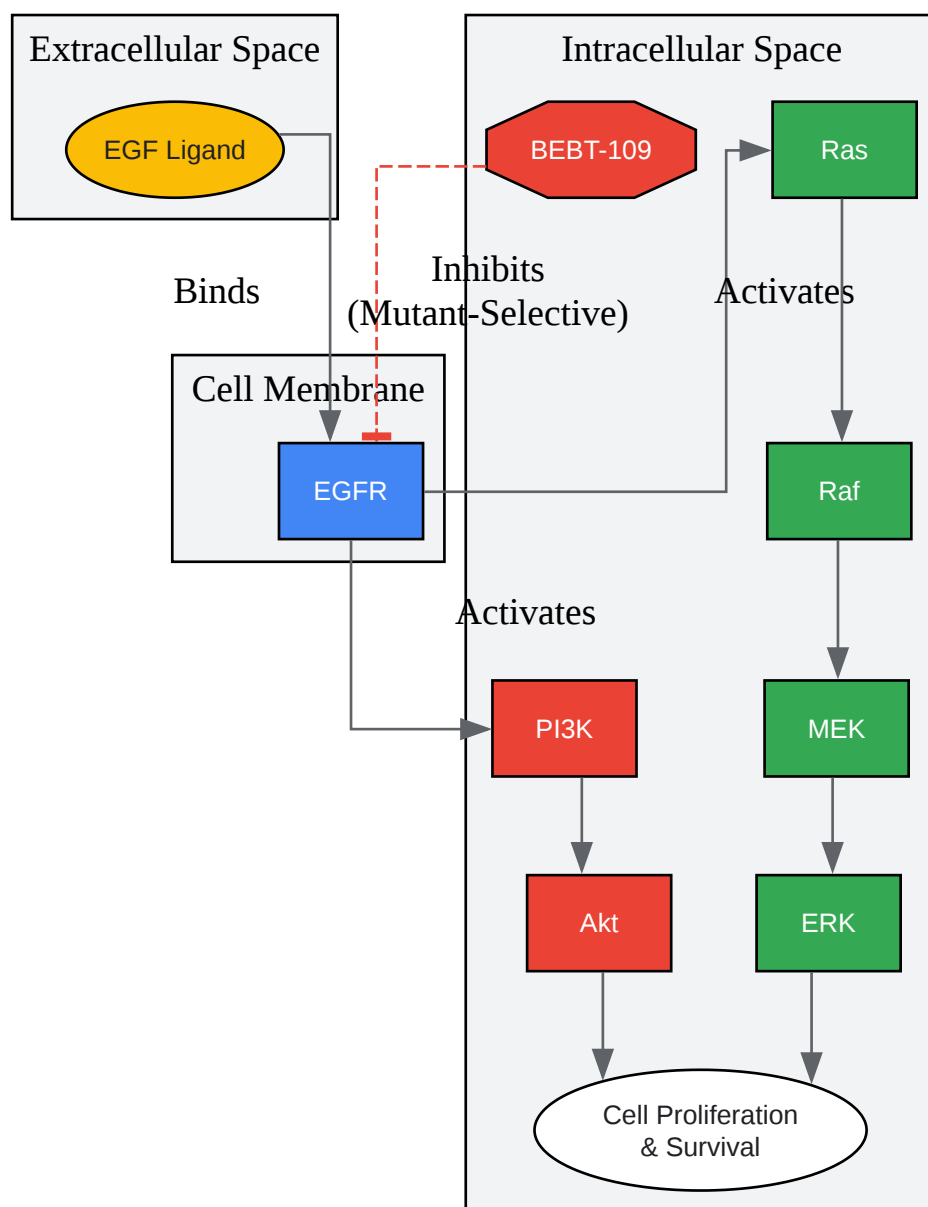 Extracellular Space
Intracellular Space
EGF Ligand
BEBT-109
Ras
Binds
Inhibits
(Mutant-Selective)
Activates
Cell Membrane
EGFR
Raf
Activates
PI3K
MEK
Akt
ERK
Cell Proliferation
& Survival